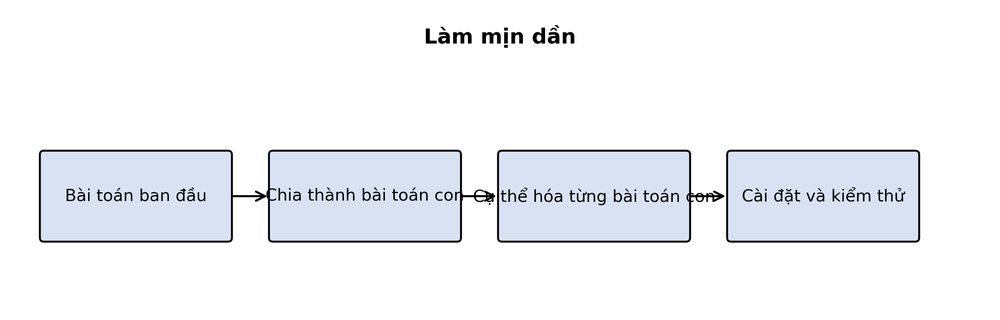 Làm mịn dần
Bài toán ban đầu
Chia thành bài toán con
Cụ thể hóa từng bài toán con
Cài đặt và kiểm thử